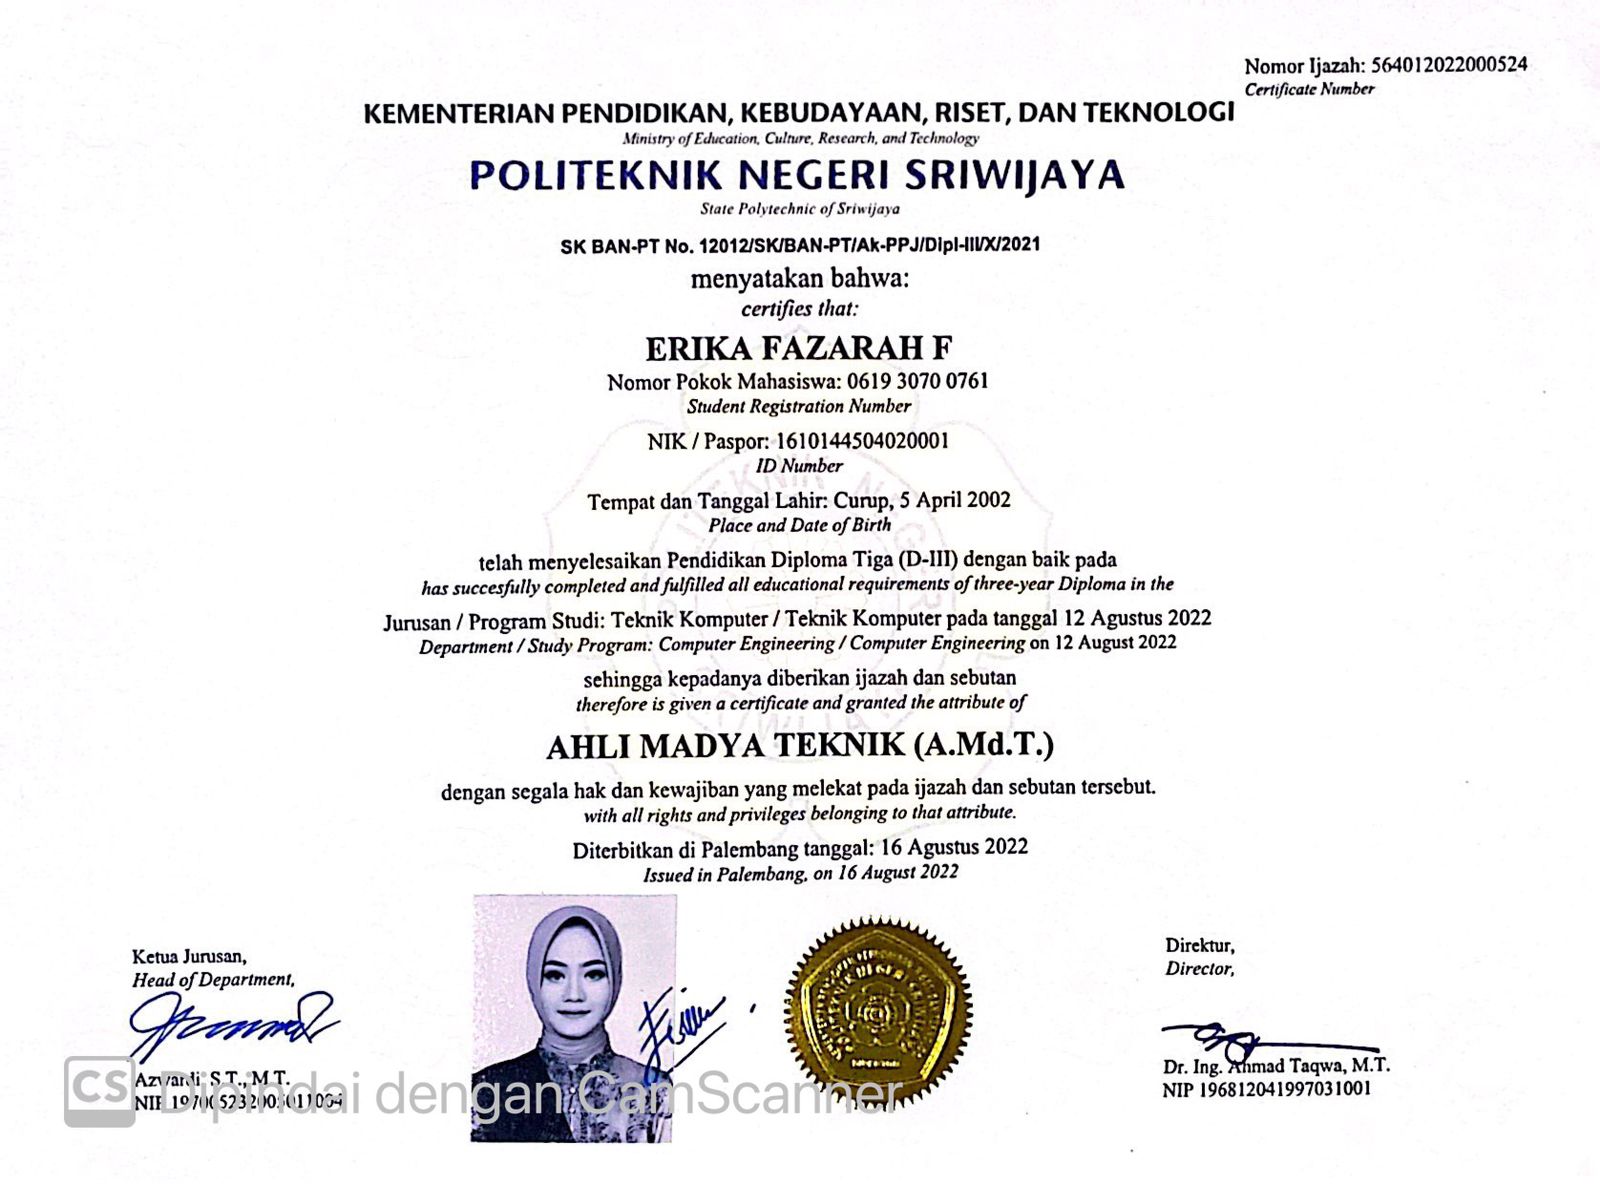 Nomor Ijazah: 564012022000524
Certificate Number
KEMENTERIAN PENDIDIKAN, KEBUDAYAAN, RISET, DAN TEKNOLOGI
Ministry of Education, Culture, Research, and Technology
POLITEKNIK NEGERI SRIWIJAYA
State Polytechnic of Sriwijaya
SK BAN-PT No. 12012/SK/BAN-PT/Ak-PPJ/Dipl-III/X/2021
menyatakan bahwa:
certifies that:
ERIKA FAZARAH F
Nomor Pokok Mahasiswa: 0619 3070 0761
Student Registration Number
NIK / Paspor: 1610144504020001
ID Number
Tempat dan Tanggal Lahir: Curup, 5 April 2002
Place and Date of Birth
telah menyelesaikan Pendidikan Diploma Tiga (D-III) dengan baik pada
has succesfully completed and fulfilled all educational requirements of three-year Diploma in the
Jurusan / Program Studi: Teknik Komputer / Teknik Komputer pada tanggal 12 Agustus 2022
Department / Study Program: Computer Engineering / Computer Engineering on 12 August 2022
sehingga kepadanya diberikan ijazah dan sebutan
therefore is given a certificate and granted the attribute of
AHLI MADYA TEKNIK (A.Md.T.)
dengan segala hak dan kewajiban yang melekat pada ijazah dan sebutan tersebut.
with all rights and privileges belonging to that attribute.
Diterbitkan di Palembang tanggal: 16 Agustus 2022
Issued in Palembang, on 16 August 2022
Ketua Jurusan,
Head of Department,
Azwardi, S.T., M.T.
NIP
Direktur,
Director,
Dr. Ing. Ahmad Taqwa, M.T.
NIP 196812041997031001
CS Dipindai dengan CamScanner